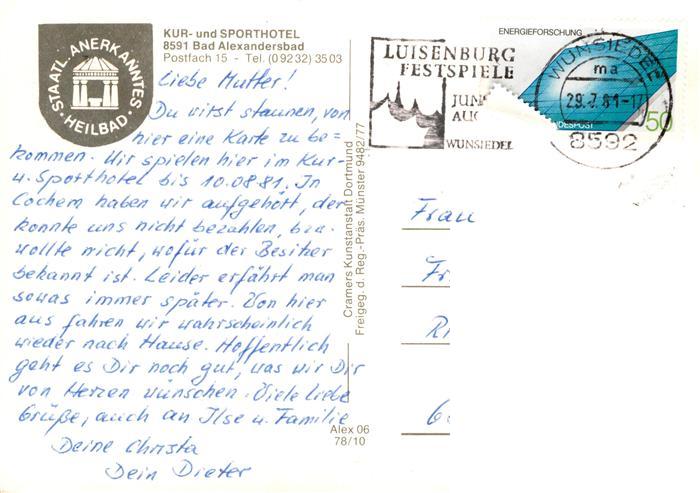 KUR- und SPORTHOTEL
8591 Bad Alexandersbad
Postfach 15 - Tel. (09232) 3503
STAATL. ANERKANNTES
HEILBAD
Liebe Mutter!
Du wirst staunen, von
hier eine Karte zu be=
kommen. Wir spielen hier im Kur-
u. Sporthotel bis 10.08.81. In
Cochem haben wir aufgehört, der
konnte uns nicht bezahlen, bzw.
wollte nicht, wofür der Besitzer
bekannt ist. Leider erfährt man
sowas immer später. Von hier
aus fahren wir wahrscheinlich
wieder nach Hause. Hoffentlich
geht es Dir noch gut, was wir Dir
von Herzen wünschen. Viele liebe
Grüße, auch an Ilse u. Familie
Deine Christa
Dein Dieter
Cramers Kunstanstalt Dortmund
Freigeg. d. Reg.-Präs. Münster 9482/77
Alex 06
78/10
LUISENBURG
FESTSPIELE
JUN
AUG
WUNSIEDEL
ENERGIEFORSCHUNG
DESPOST
50
WUNSIEDEL
ma
29.7.81-17
8592
Frau
Fr